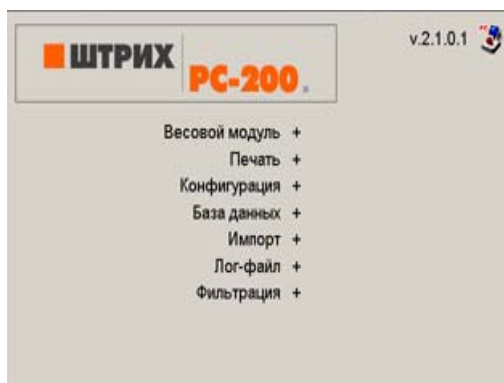 ШТРИХ
PC-200
v.2.1.0.1
Весовой модуль +
Печать +
Конфигурация +
База данных +
Импорт +
Лог-файл +
Фильтрация +